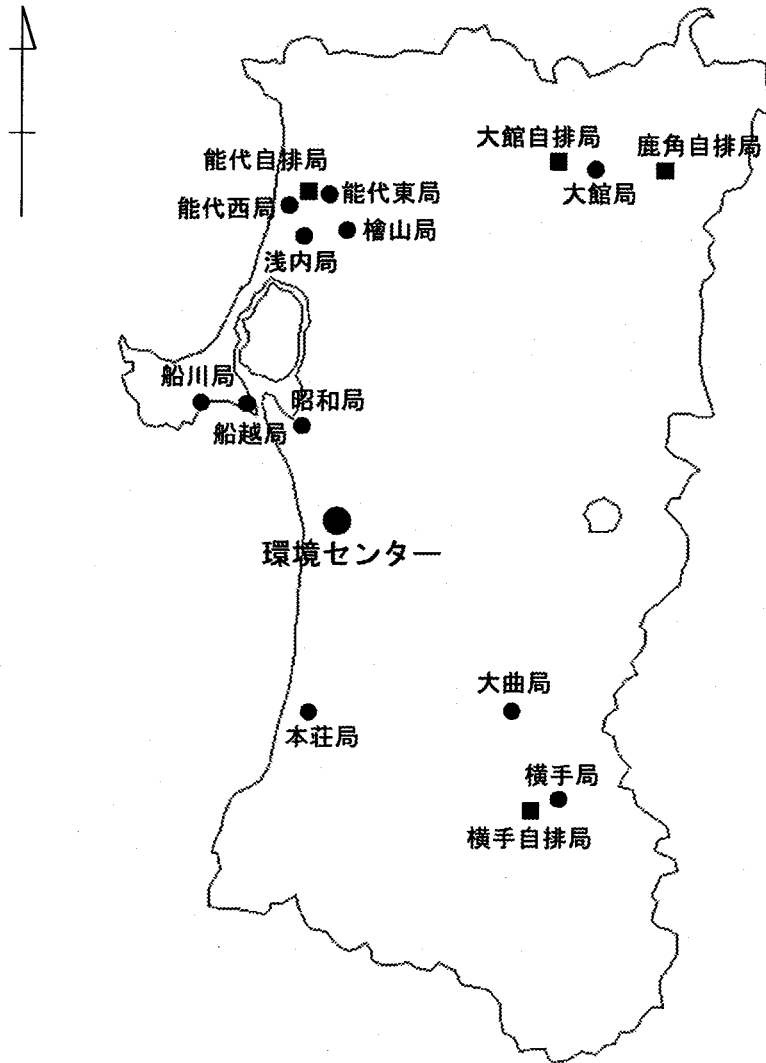 大館自排局
鹿角自排局
能代自排局
大館局
能代東局
能代西局
檜山局
浅内局
船川局
昭和局
船越局
環境センター
大曲局
本荘局
横手局
横手自排局